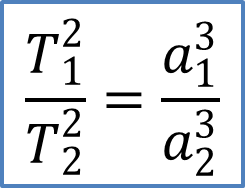 T₁²/T₂² = a₁³/a₂³